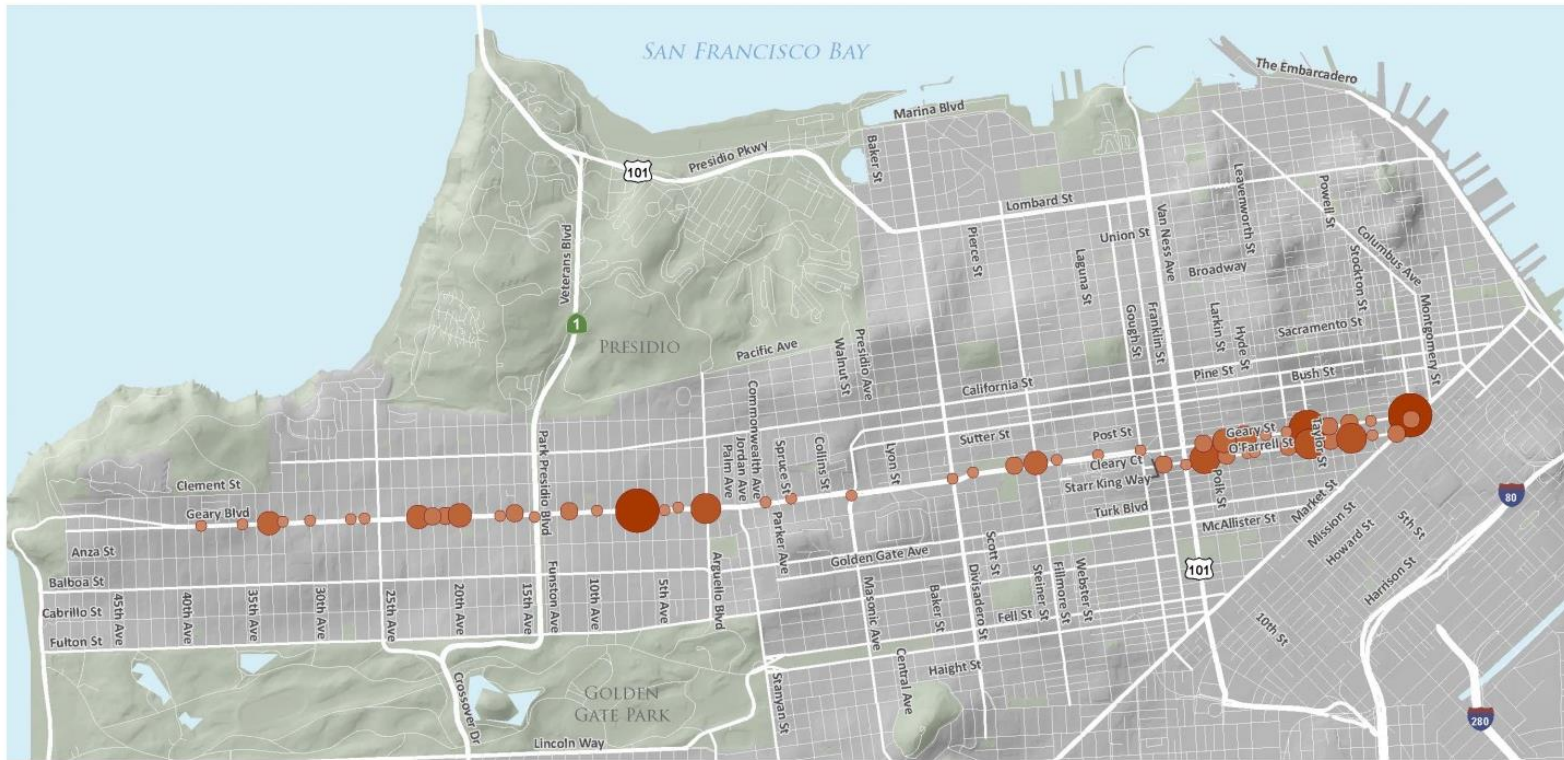 SAN FRANCISCO BAY
The Embarcadero
Marina Blvd
Baker St
Presidio Pkwy
101
Lombard St
Leavenworth St
Powell St
Van Ness Ave
Union St
Pierce St
Veterans Blvd
Columbus Ave
Laguna St
Broadway
Stockton St
1
Montgomery St
Gough St
Franklin St
Larkin St
Hyde St
Sacramento St
PRESIDIO
Pacific Ave
Walnut St
Presidio Ave
Pine St
Bush St
California St
Commonwealth Ave
Jordan Ave
Palm Ave
Spruce St
Collins St
Lyon St
Sutter St
Post St
Geary St
O'Farrell St
Taylor St
Cleary Ct
Starr King Way
Polk St
Park Presidio Blvd
Clement St
Geary Blvd
Parker Ave
Turk Blvd
McAllister St
Market St
Mission St
Howard St
5th St
80
Anza St
Golden Gate Ave
Scott St
Balboa St
Arguello Blvd
Funston Ave
Harrison St
101
Cabrillo St
45th Ave
40th Ave
35th Ave
30th Ave
25th Ave
20th Ave
15th Ave
10th Ave
5th Ave
Masonic Ave
Baker St
Divisadero St
Steiner St
Fillmore St
Webster St
Fell St
10th St
Fulton St
Haight St
Central Ave
Crossover Dr
GOLDEN
GATE PARK
Stanyan St
Lincoln Way
280